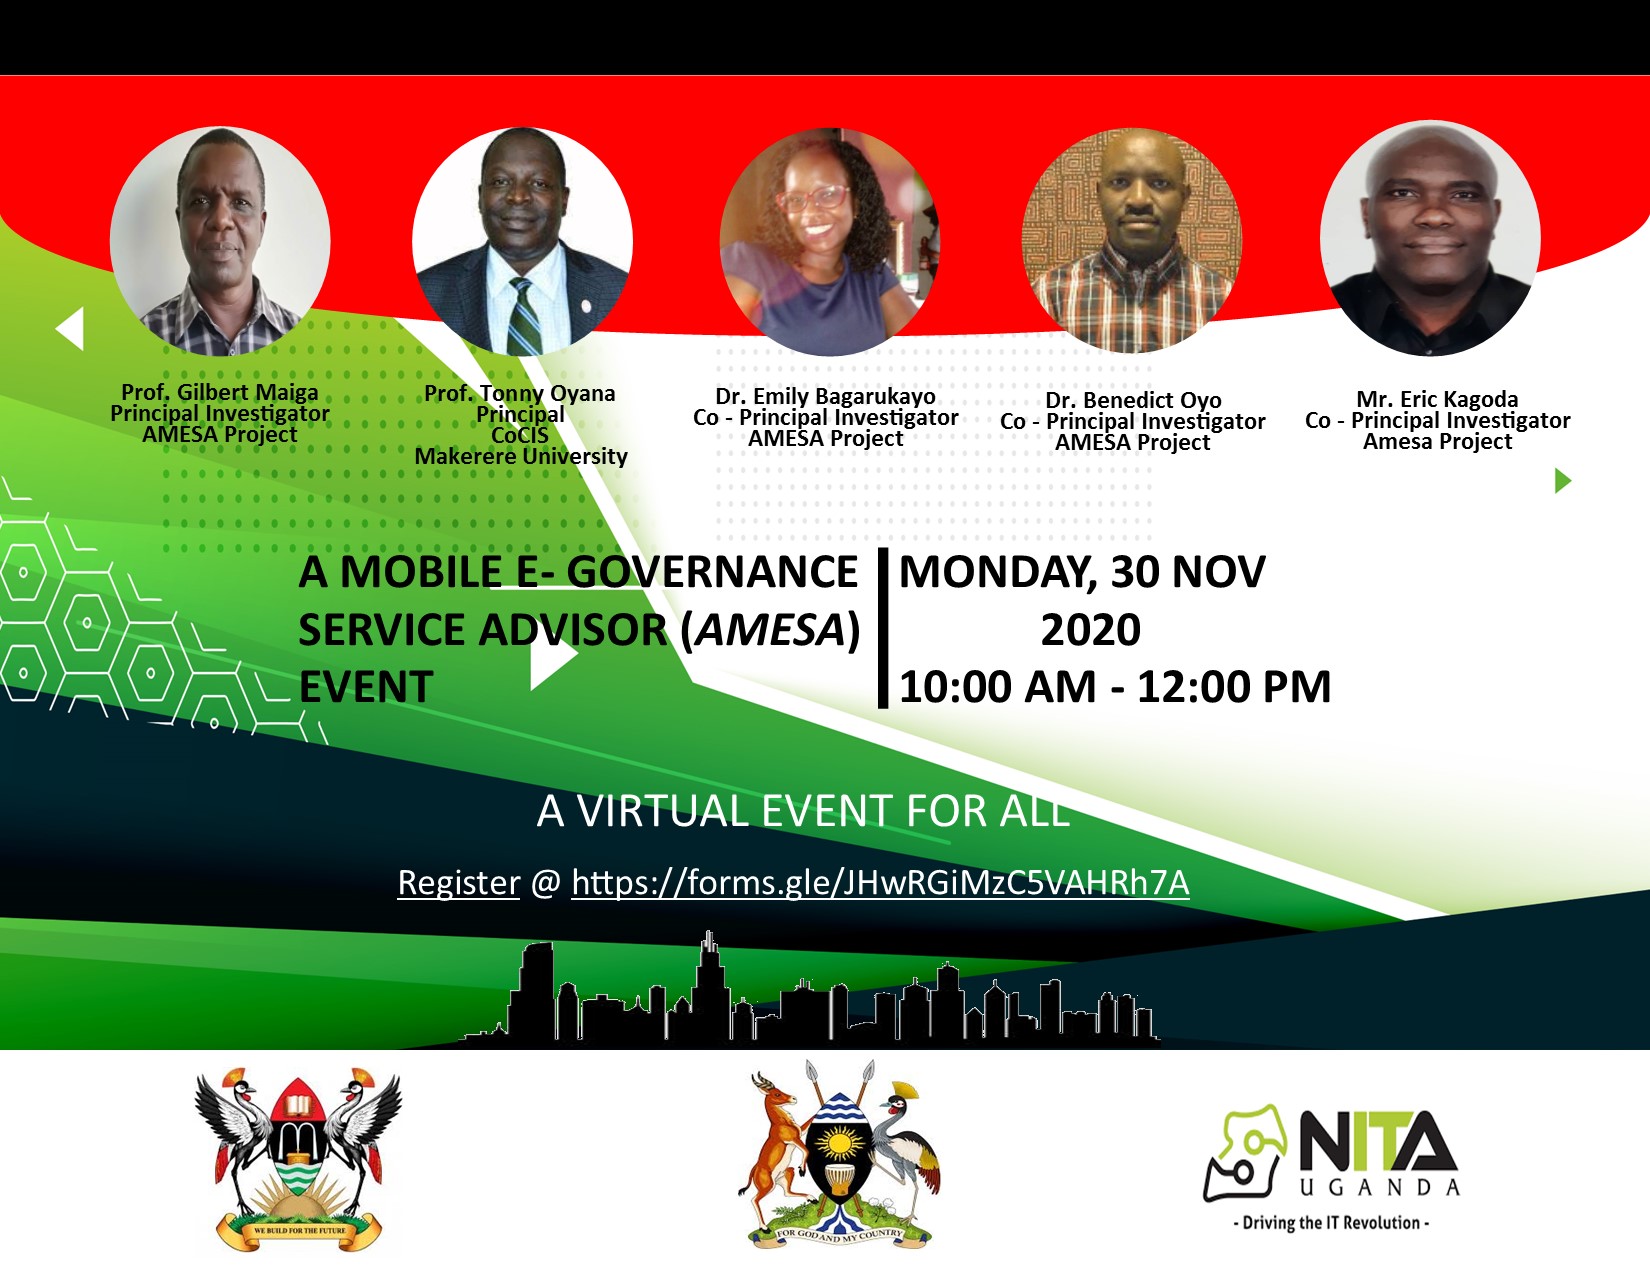 Prof. Gilbert Maiga
Principal Investigator
AMESA Project
Prof. Tonny Oyana
Principal
CoCIS
Makerere University
Dr. Emily Bagarukayo
Co - Principal Investigator
AMESA Project
Dr. Benedict Oyo
Co - Principal Investigator
AMESA Project
Mr. Eric Kagoda
Co - Principal Investigator
Amesa Project
A MOBILE E- GOVERNANCE
SERVICE ADVISOR (AMESA)
EVENT
MONDAY, 30 NOV
2020
10:00 AM - 12:00 PM
A VIRTUAL EVENT FOR ALL
Register @ https://forms.gle/JHwRGiMzC5VAHRh7A
WE BUILD FOR THE FUTURE
FOR GOD AND MY COUNTRY
NITA
UGANDA
- Driving the IT Revolution -